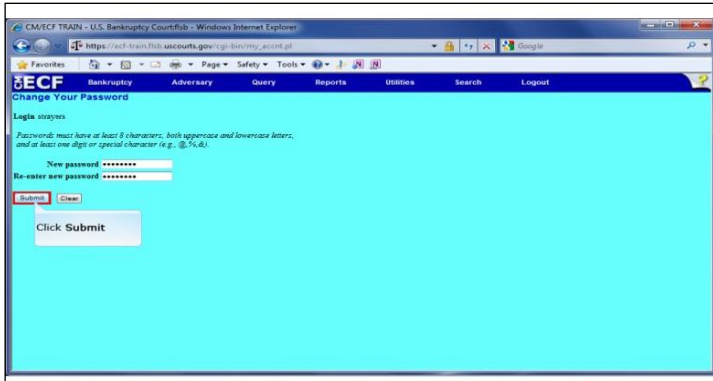 CM/ECF TRAIN - U.S. Bankruptcy Court:flsb - Windows Internet Explorer
https://ecf-train.flsb.uscourts.gov/cgi-bin/my_accnt.pl
Google
Favorites Page Safety Tools
ECF Bankruptcy Adversary Query Reports Utilities Search Logout
Change Your Password
Login strayers
Passwords must have at least 8 characters, both uppercase and lowercase letters,
and at least one digit or special character (e.g., @,%,&).
New password ••••••••
Re-enter new password ••••••••
Submit Clear
Click Submit